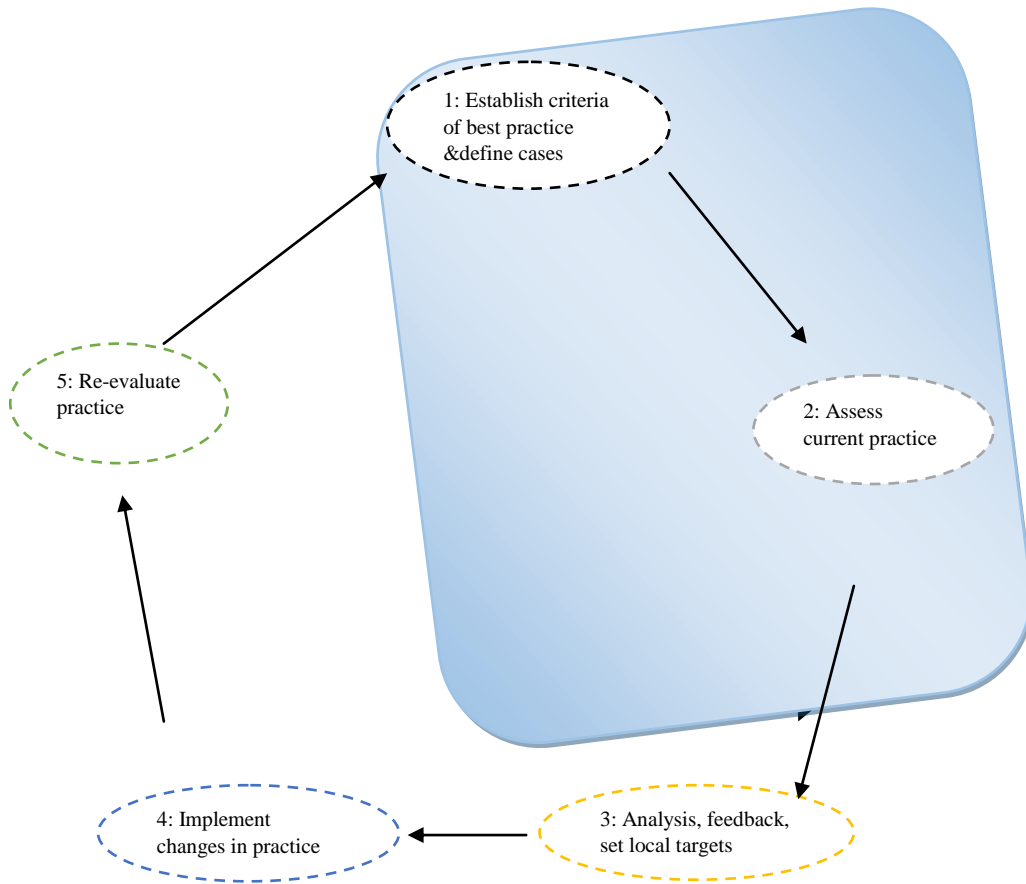 1: Establish criteria
of best practice
&define cases
2: Assess
current practice
3: Analysis, feedback,
set local targets
4: Implement
changes in practice
5: Re-evaluate
practice